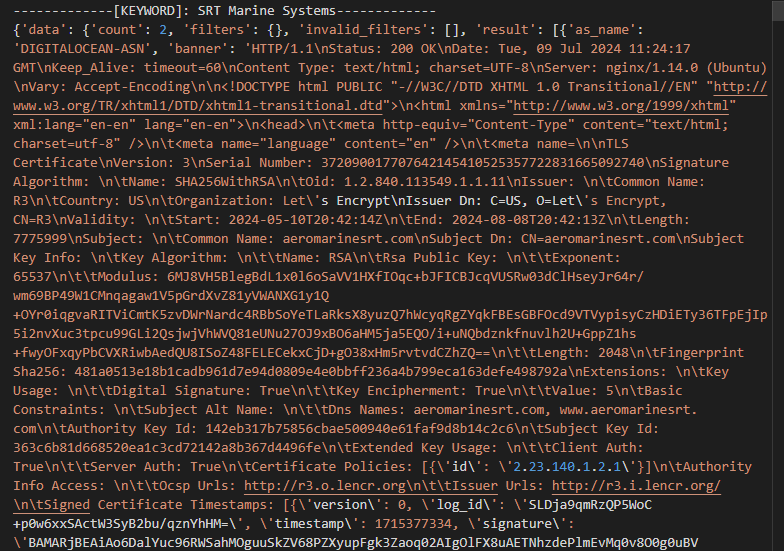 -------------[KEYWORD]: SRT Marine Systems-------------
{'data': {'count': 2, 'filters': {}, 'invalid_filters': [], 'result': [{'as_name':
'DIGITALOCEAN-ASN', 'banner': 'HTTP/1.1\nStatus: 200 OK\nDate: Tue, 09 Jul 2024 11:24:17
GMT\nKeep_Alive: timeout=60\nContent Type: text/html; charset=UTF-8\nServer: nginx/1.14.0 (Ubuntu)
\nVary: Accept-Encoding\n\n<!DOCTYPE html PUBLIC "-//W3C//DTD XHTML 1.0 Transitional//EN" "http://
www.w3.org/TR/xhtml1/DTD/xhtml1-transitional.dtd">\n<html xmlns="http://www.w3.org/1999/xhtml"
xml:lang="en-en" lang="en-en">\n<head>\n\t<meta http-equiv="Content-Type" content="text/html;
charset=utf-8" />\n\t<meta name="language" content="en" />\n\t<meta name=\n\nTLS
Certificate\nVersion: 3\nSerial Number: 372090017707642145410525357722831665092740\nSignature
Algorithm: \n\tName: SHA256WithRSA\n\tOid: 1.2.840.113549.1.1.11\nIssuer: \n\tCommon Name:
R3\n\tCountry: US\n\tOrganization: Let\'s Encrypt\nIssuer Dn: C=US, O=Let\'s Encrypt,
CN=R3\nValidity: \n\tStart: 2024-05-10T20:42:14Z\n\tEnd: 2024-08-08T20:42:13Z\n\tLength:
7775999\nSubject: \n\tCommon Name: aeromarinesrt.com\nSubject Dn: CN=aeromarinesrt.com\nSubject
Key Info: \n\tKey Algorithm: \n\t\tName: RSA\n\tRsa Public Key: \n\t\tExponent:
65537\n\t\tModulus: 6MJ8VH5BlegBdL1x0l6oSaVV1HXfIOqc+bJFICBJcqVUSRw03dClHseyJr64r/
wm69BP49W1CMnqagaw1V5pGrdXvZ81yVWANXG1y1Q
+OYr0iqgvaRITViCmtK5zvDWrNardc4RBbSoYeTLaRksX8yuzQ7hWcyqRgZYqkFBEsGBFOcd9VTVypisyCzHDiETy36TFpEjIp
5i2nvXuc3tpcu99GLi2QsjwjVhWVQ81eUNu27OJ9xBO6aHM5ja5EQO/i+uNQbdznkfnuvlh2U+GppZ1hs
+fwyOFxqyPbCVXRiwbAedQU8ISoZ48FELECekxCjD+gO38xHm5rvtvdCZhZQ==\n\t\tLength: 2048\n\tFingerprint
Sha256: 481a0513e18b1cadb961d7e94d0809e4e0bbff236a4b799eca163defe498792a\nExtensions: \n\tKey
Usage: \n\t\tDigital Signature: True\n\t\tKey Encipherment: True\n\t\tValue: 5\n\tBasic
Constraints: \n\tSubject Alt Name: \n\t\tDns Names: aeromarinesrt.com, www.aeromarinesrt.
com\n\tAuthority Key Id: 142eb317b75856cbae500940e61faf9d8b14c2c6\n\tSubject Key Id:
363c6b81d668520ea1c3cd72142a8b367d4496fe\n\tExtended Key Usage: \n\t\tClient Auth:
True\n\t\tServer Auth: True\n\tCertificate Policies: [{\'id\': \'2.23.140.1.2.1\'}]\n\tAuthority
Info Access: \n\t\tOcsp Urls: http://r3.o.lencr.org\n\t\tIssuer Urls: http://r3.i.lencr.org/
\n\tSigned Certificate Timestamps: [{\'version\': 0, \'log_id\': \'SLDja9qmRzQP5WoC
+p0w6xxSActW3SyB2bu/qznYhHM=\', \'timestamp\': 1715377334, \'signature\':
\'BAMARjBEAiAo6DalYuc96RWSahMOguuSkZV68PZXyupFgk3Zaoq02AIgOlFX8uAETNhzdePlmEvMq0v8O0g0uBV